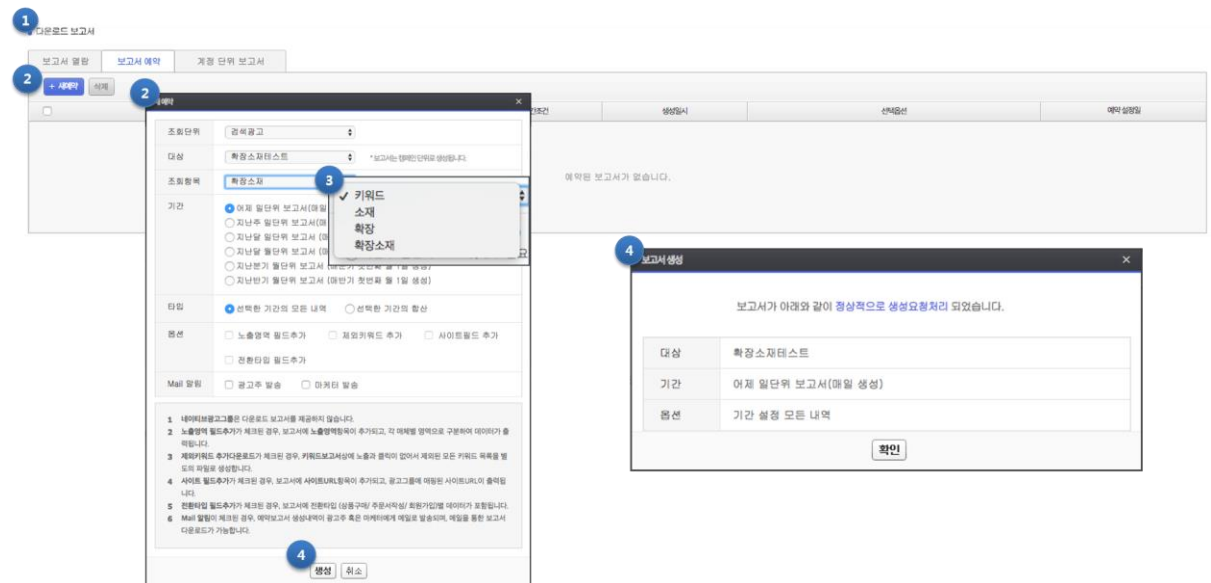 1
다운로드 보고서
보고서 열람 보고서 예약 계정 단위 보고서
2
+ 새예약 삭제
생성일시 선택옵션 예약 설정일
예약된 보고서가 없습니다.
2
새예약 ×
조회단위 검색광고
대상 확장소재테스트 * 보고서는 캠페인 단위로 생성됩니다.
조회항목 확장소재
3
✓ 키워드
소재
확장
확장소재
기간 어제 일단위 보고서(매일
지난주 일단위 보고서(매
지난달 일단위 보고서 (매
지난달 월단위 보고서 (매
지난분기 월단위 보고서 (매분기 첫번째 월 1일 생성)
지난반기 월단위 보고서 (매반기 첫번째 월 1일 생성)
요
타입 선택한 기간의 모든 내역 선택한 기간의 합산
옵션 노출영역 필드추가 제외키워드 추가 사이트필드 추가
전환타입 필드추가
Mail 알림 광고주 발송 마케터 발송
1 네이티브광고그룹은 다운로드 보고서를 제공하지 않습니다.
2 노출영역 필드추가가 체크된 경우, 보고서에 노출영역항목이 추가되고, 각 매체별 영역으로 구분하여 데이터가 출
력됩니다.
3 제외키워드 추가다운로드가 체크된 경우, 키워드보고서상에 노출과 클릭이 없어서 제외된 모든 키워드 목록을 별
도의 파일로 생성합니다.
4 사이트 필드추가가 체크된 경우, 보고서에 사이트URL항목이 추가되고, 광고그룹에 매핑된 사이트URL이 출력됩
니다.
5 전환타입 필드추가가 체크된 경우, 보고서에 전환타입 (상품구매/ 주문서작성/ 회원가입)별 데이터가 포함됩니다.
6 Mail 알림이 체크된 경우, 예약보고서 생성내역이 광고주 혹은 마케터에게 메일로 발송되며, 메일을 통한 보고서
다운로드가 가능합니다.
4
생성 취소
4
보고서 생성 ×
보고서가 아래와 같이 정상적으로 생성요청처리 되었습니다.
대상 확장소재테스트
기간 어제 일단위 보고서(매일 생성)
옵션 기간 설정 모든 내역
확인